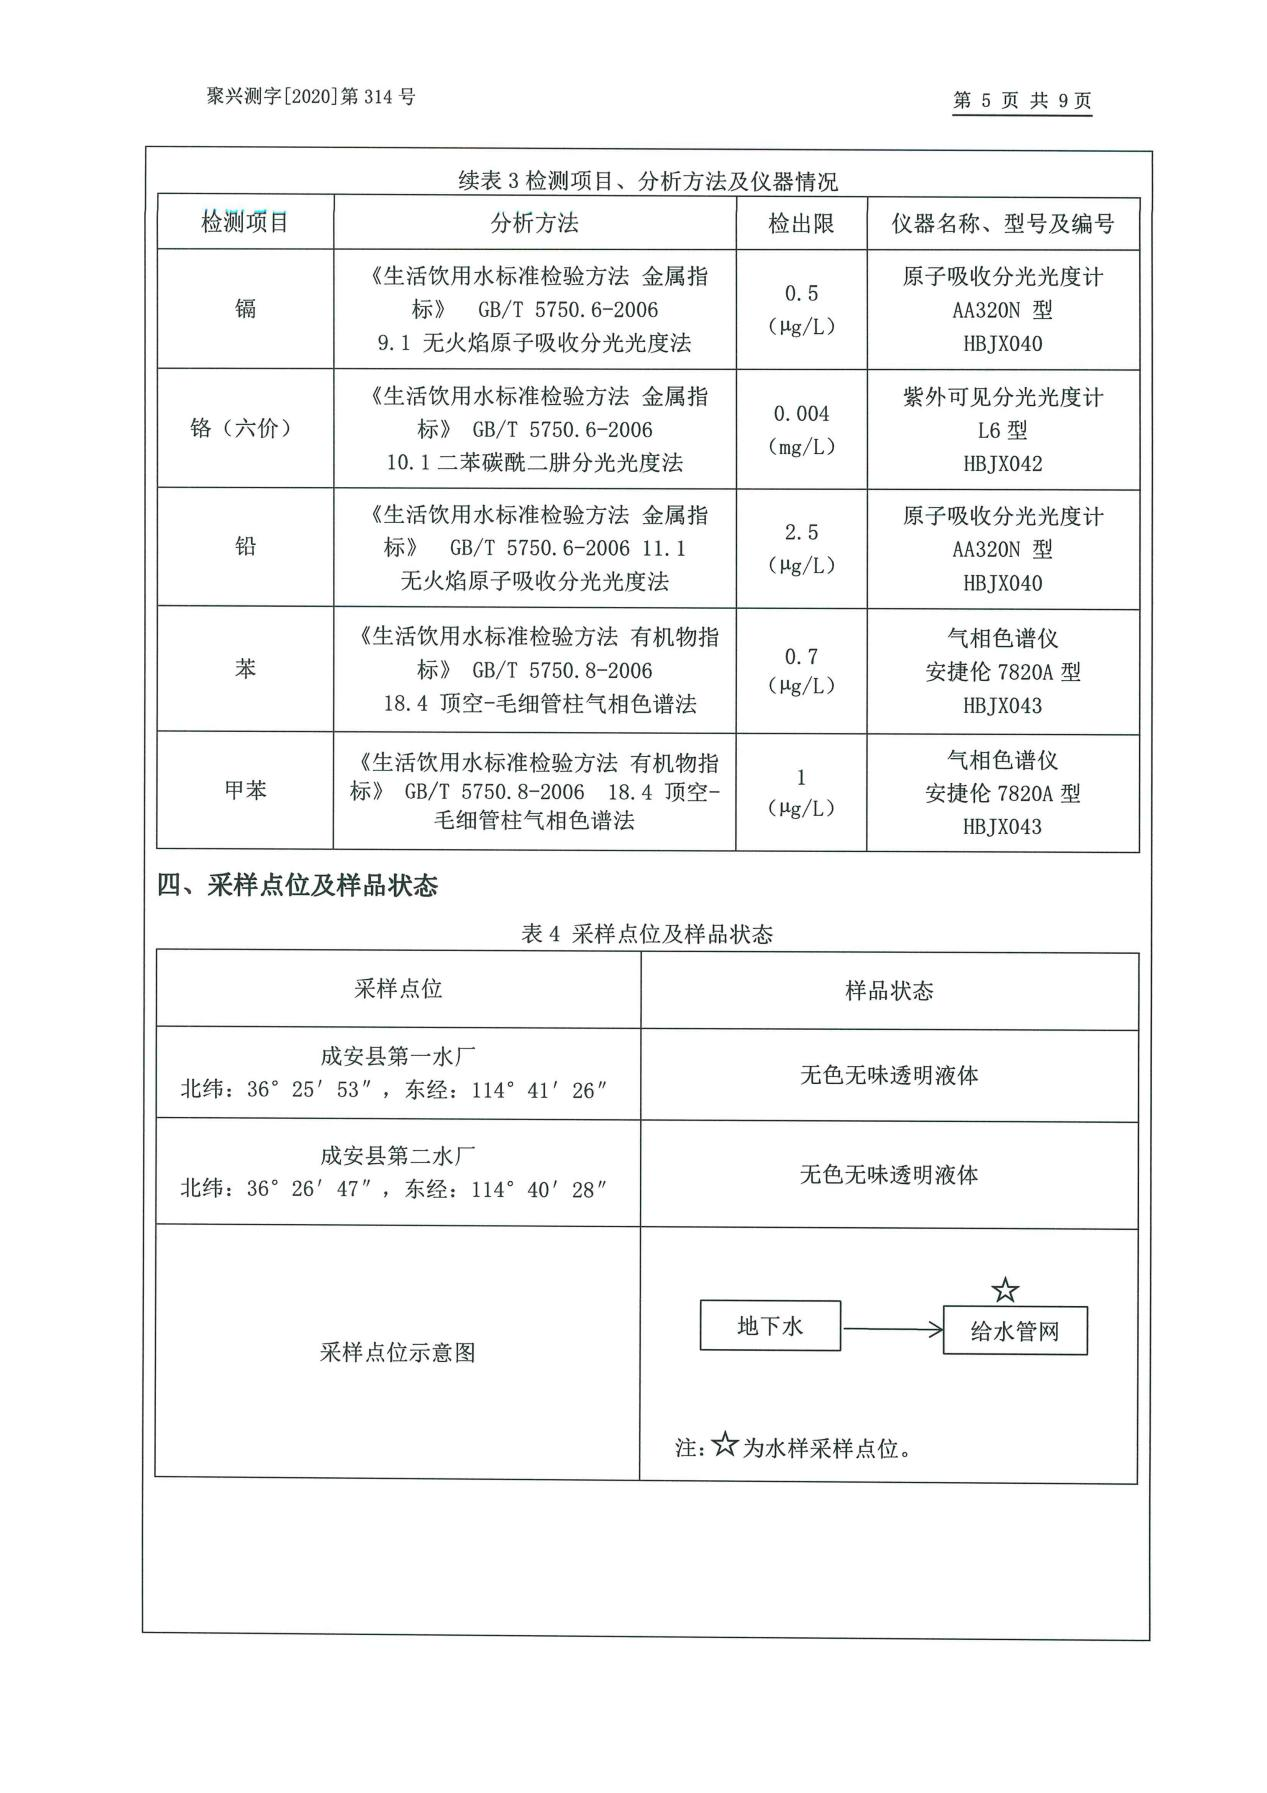 聚兴测字[2020]第 314 号
第 5 页 共 9页
续表 3 检测项目、分析方法及仪器情况
检测项目
分析方法
检出限
仪器名称、型号及编号
镉
《生活饮用水标准检验方法 金属指
标》 GB/T 5750.6-2006
9.1 无火焰原子吸收分光光度法
0.5
（μg/L）
原子吸收分光光度计
AA320N 型
HBJX040
铬（六价）
《生活饮用水标准检验方法 金属指
标》 GB/T 5750.6-2006
10.1 二苯碳酰二肼分光光度法
0.004
（mg/L）
紫外可见分光光度计
L6 型
HBJX042
铅
《生活饮用水标准检验方法 金属指
标》 GB/T 5750.6-2006 11.1
无火焰原子吸收分光光度法
2.5
（μg/L）
原子吸收分光光度计
AA320N 型
HBJX040
苯
《生活饮用水标准检验方法 有机物指
标》 GB/T 5750.8-2006
18.4 顶空-毛细管柱气相色谱法
0.7
（μg/L）
气相色谱仪
安捷伦 7820A 型
HBJX043
甲苯
《生活饮用水标准检验方法 有机物指
标》 GB/T 5750.8-2006 18.4 顶空-
毛细管柱气相色谱法
1
（μg/L）
气相色谱仪
安捷伦 7820A 型
HBJX043
四、采样点位及样品状态
表 4 采样点位及样品状态
采样点位
样品状态
成安县第一水厂
北纬：36° 25′ 53″，东经：114° 41′ 26″
无色无味透明液体
成安县第二水厂
北纬：36° 26′ 47″，东经：114° 40′ 28″
无色无味透明液体
采样点位示意图
☆
地下水
给水管网
注：☆为水样采样点位。